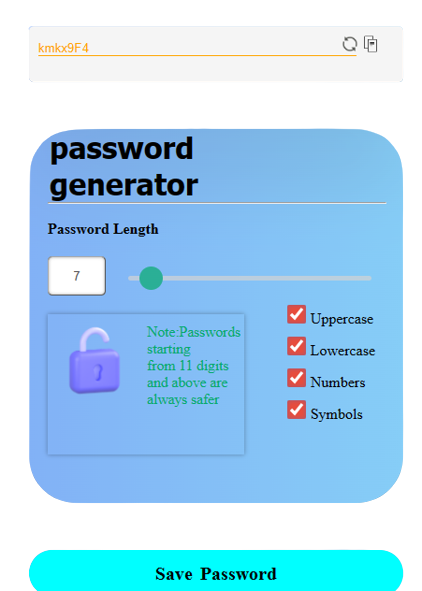 kmkx9F4
password
generator
Password Length
7
Note:Passwords
starting
from 11 digits
and above are
always safer
Uppercase
Lowercase
Numbers
Symbols
Save Password